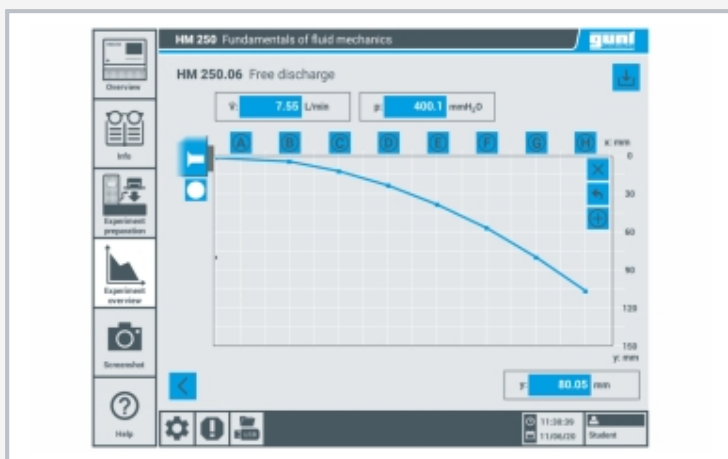 HM 250 Fundamentals of fluid mechanics
gunt
HM 250.06 Free discharge
V̇: 7.55 L/min
p: 400.1 mmH₂O
A B C D E F G H x: mm
0
30
60
90
120
150
y: mm
y: 80.05 mm
Overview
Info
Experiment
preparation
Experiment
overview
Screenshot
Help
11:38:39
11/06/20
Student